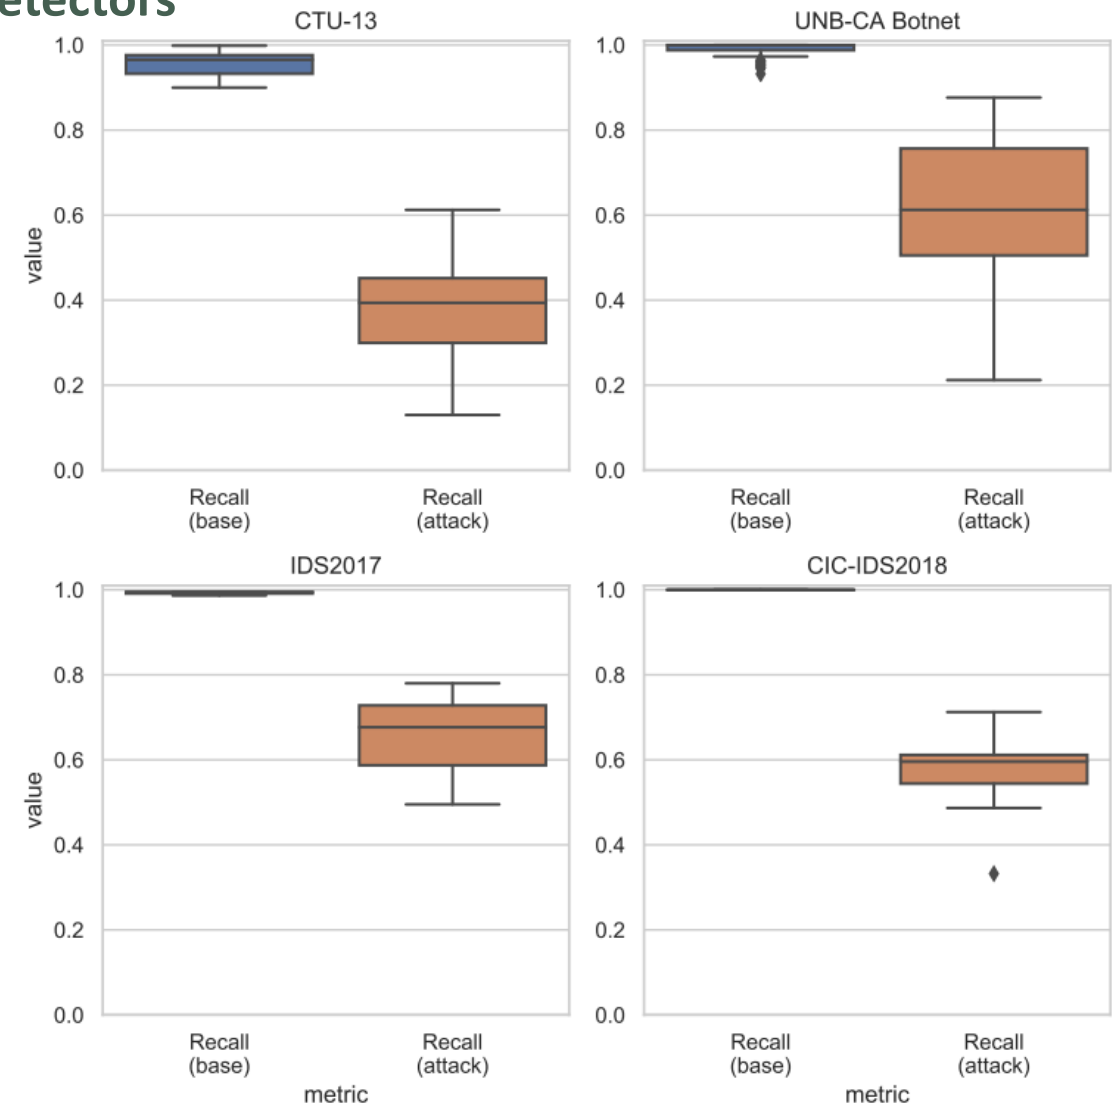 etectors
CTU-13
UNB-CA Botnet
1.0
0.8
0.6
0.4
0.2
0.0
value
Recall
(base)
Recall
(attack)
1.0
0.8
0.6
0.4
0.2
0.0
Recall
(base)
Recall
(attack)
IDS2017
CIC-IDS2018
1.0
0.8
0.6
0.4
0.2
0.0
value
Recall
(base)
Recall
(attack)
metric
1.0
0.8
0.6
0.4
0.2
0.0
Recall
(base)
Recall
(attack)
metric